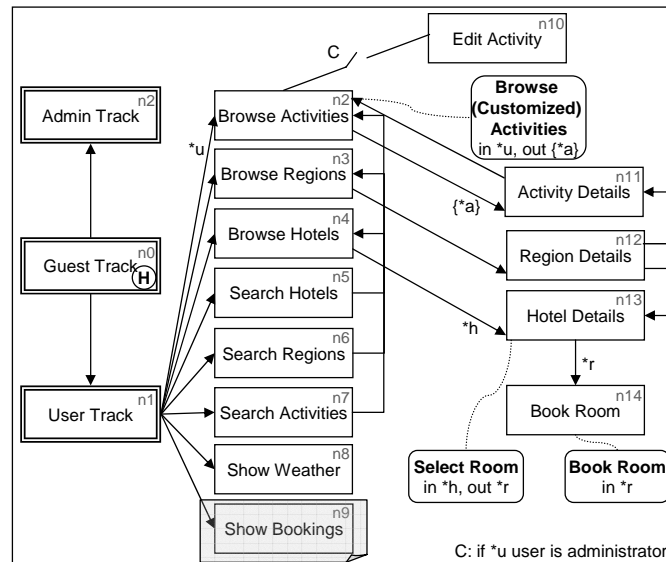 n10
Edit Activity
C
n2
Admin Track
n2
Browse Activities
Browse
(Customized)
Activities
in *u, out {*a}
*u
n3
Browse Regions
n11
Activity Details
{*a}
n4
Browse Hotels
n12
Region Details
n0
Guest Track
H
n5
Search Hotels
n13
Hotel Details
*h
*r
n6
Search Regions
n1
User Track
n7
Search Activities
n14
Book Room
n8
Show Weather
Select Room
in *h, out *r
Book Room
in *r
n9
Show Bookings
C: if *u user is administrator